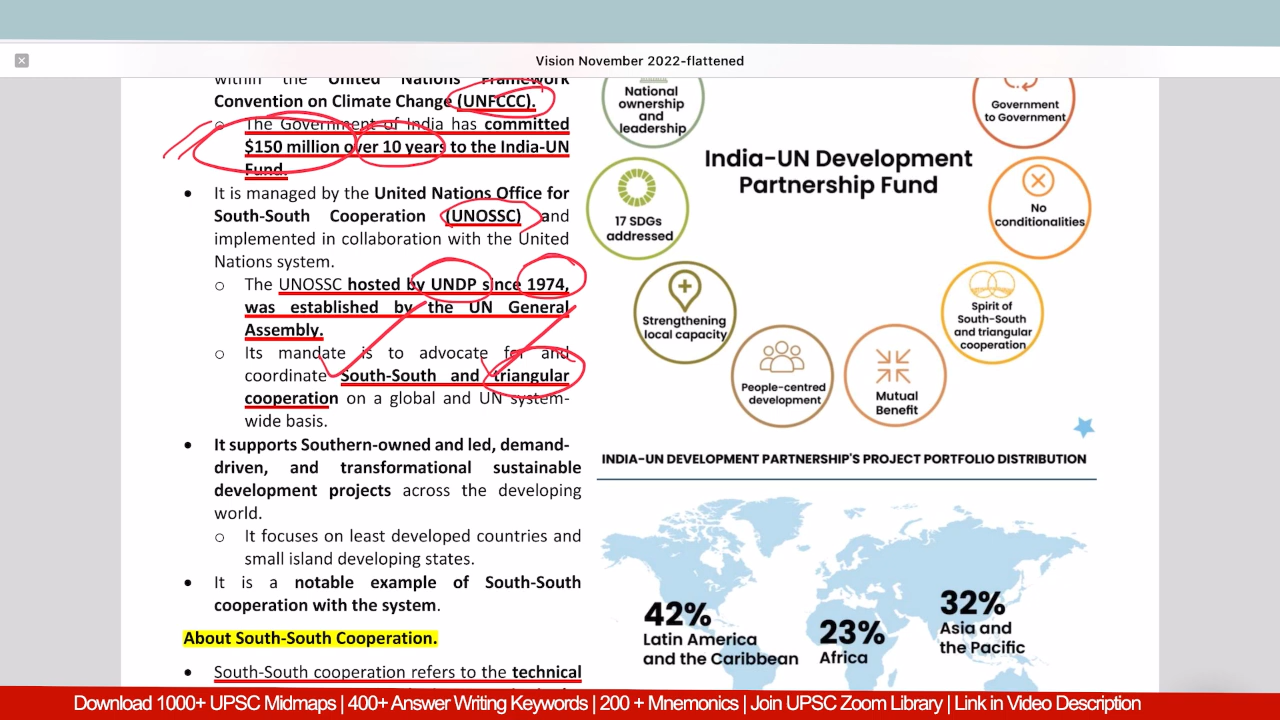 Vision November 2022-flattened
within the United Nations Framework
Convention on Climate Change (UNFCCC).
o The Government of India has committed
$150 million over 10 years to the India-UN
Fund.
• It is managed by the United Nations Office for
South-South Cooperation (UNOSSC) and
implemented in collaboration with the United
Nations system.
o The UNOSSC hosted by UNDP since 1974,
was established by the UN General
Assembly.
o Its mandate is to advocate for and
coordinate South-South and triangular
cooperation on a global and UN system-
wide basis.
• It supports Southern-owned and led, demand-
driven, and transformational sustainable
development projects across the developing
world.
o It focuses on least developed countries and
small island developing states.
• It is a notable example of South-South
cooperation with the system.
About South-South Cooperation.
• South-South cooperation refers to the technical
National
ownership
and
leadership
Government
to Government
India-UN Development
Partnership Fund
17 SDGs
addressed
No
conditionalities
Strengthening
local capacity
Spirit of
South-South
and triangular
cooperation
People-centred
development
Mutual
Benefit
INDIA-UN DEVELOPMENT PARTNERSHIP'S PROJECT PORTFOLIO DISTRIBUTION
42%
Latin America
and the Caribbean
23%
Africa
32%
Asia and
the Pacific
Download 1000+ UPSC Midmaps | 400+ Answer Writing Keywords | 200 + Mnemonics | Join UPSC Zoom Library | Link in Video Description